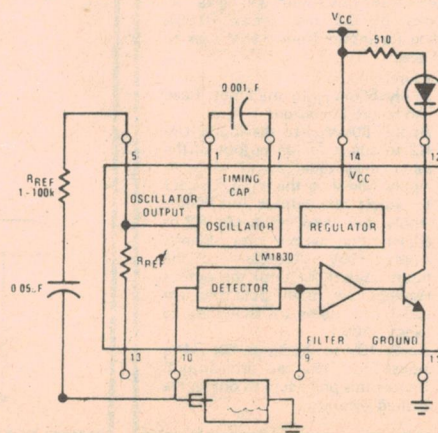 VCC
510
0 001, F
5
1
7
14
12
VCC
TIMING
CAP
RREF
1-100k
OSCILLATOR
OUTPUT
OSCILLATOR
REGULATOR
RREF
LM1830
DETECTOR
0 05 F
FILTER
GROUND
13
10
9
11